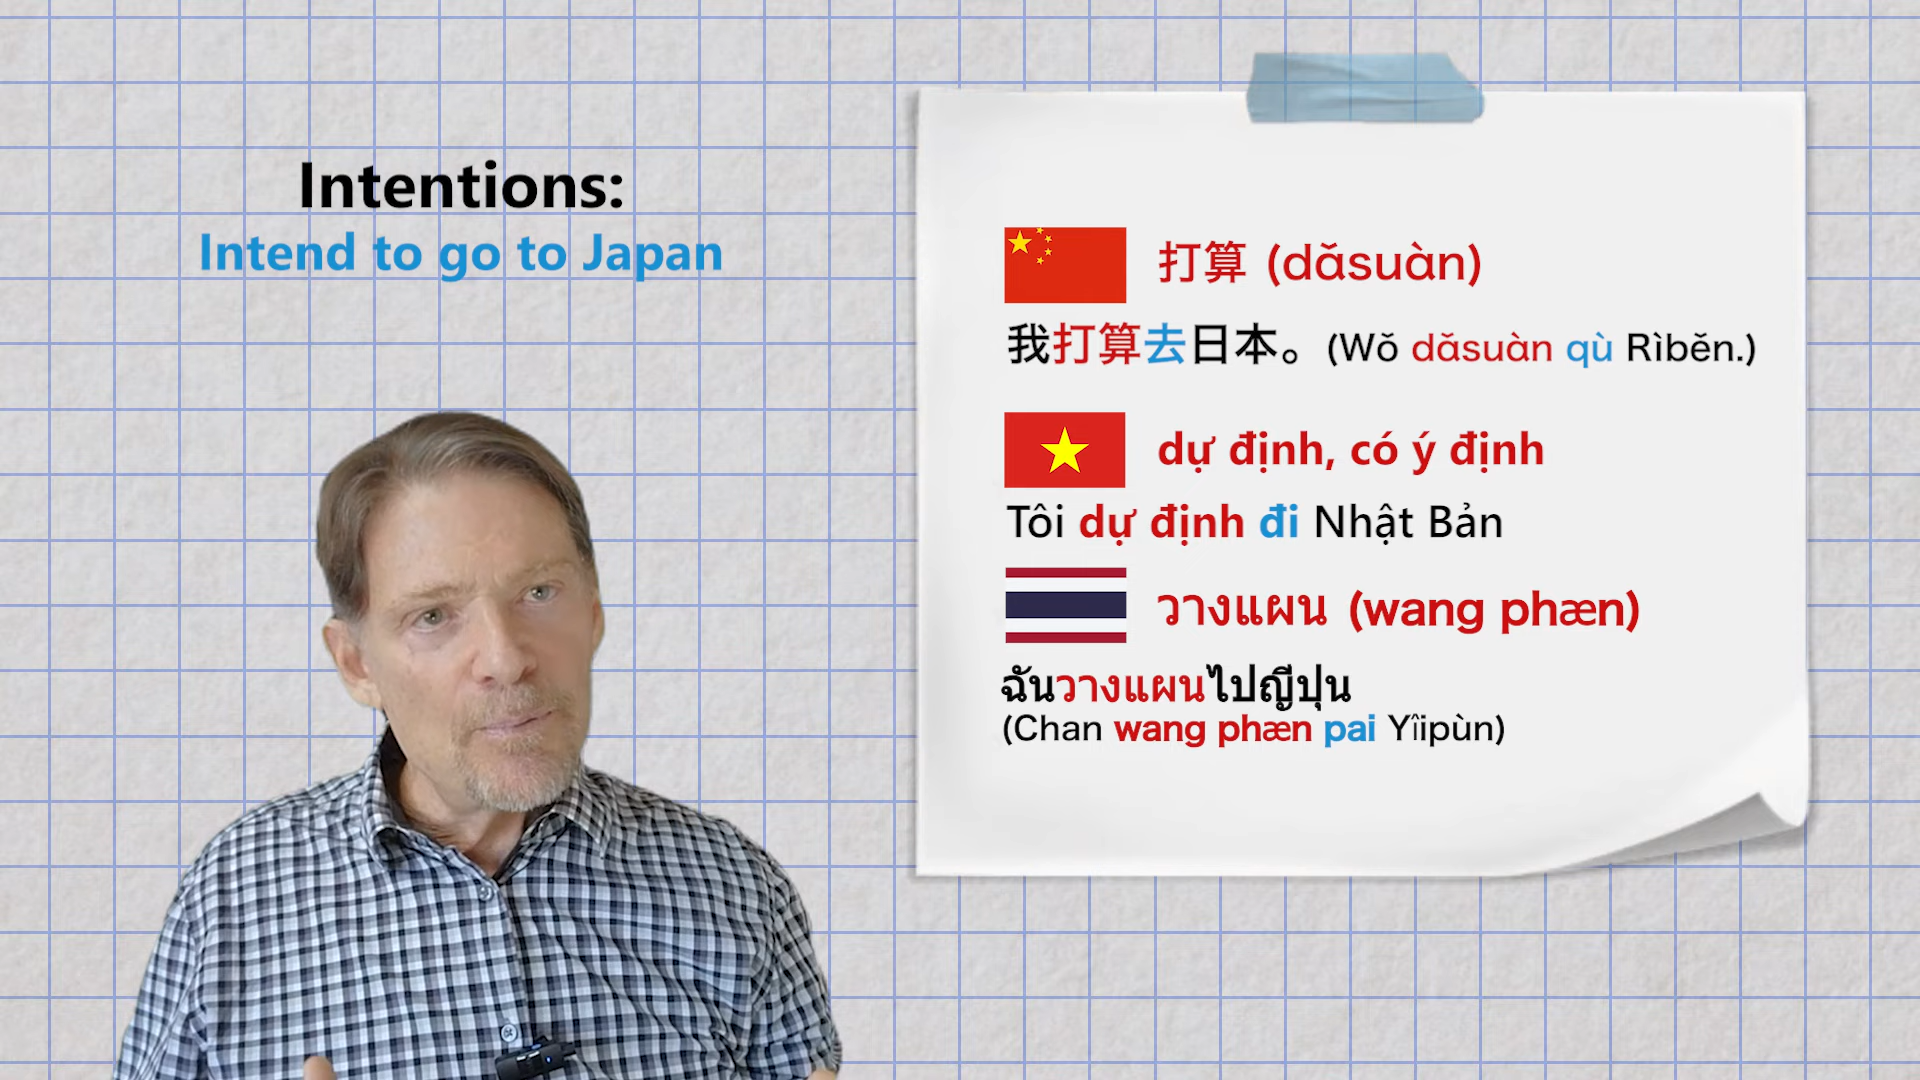 Intentions:
Intend to go to Japan
打算 (dǎsuàn)
我打算去日本。(Wǒ dǎsuàn qù Rìběn.)
dự định, có ý định
Tôi dự định đi Nhật Bản
วางแผน (wang phæn)
ฉันวางแผนไปญี่ปุ่น
(Chan wang phæn pai Yîipùn)